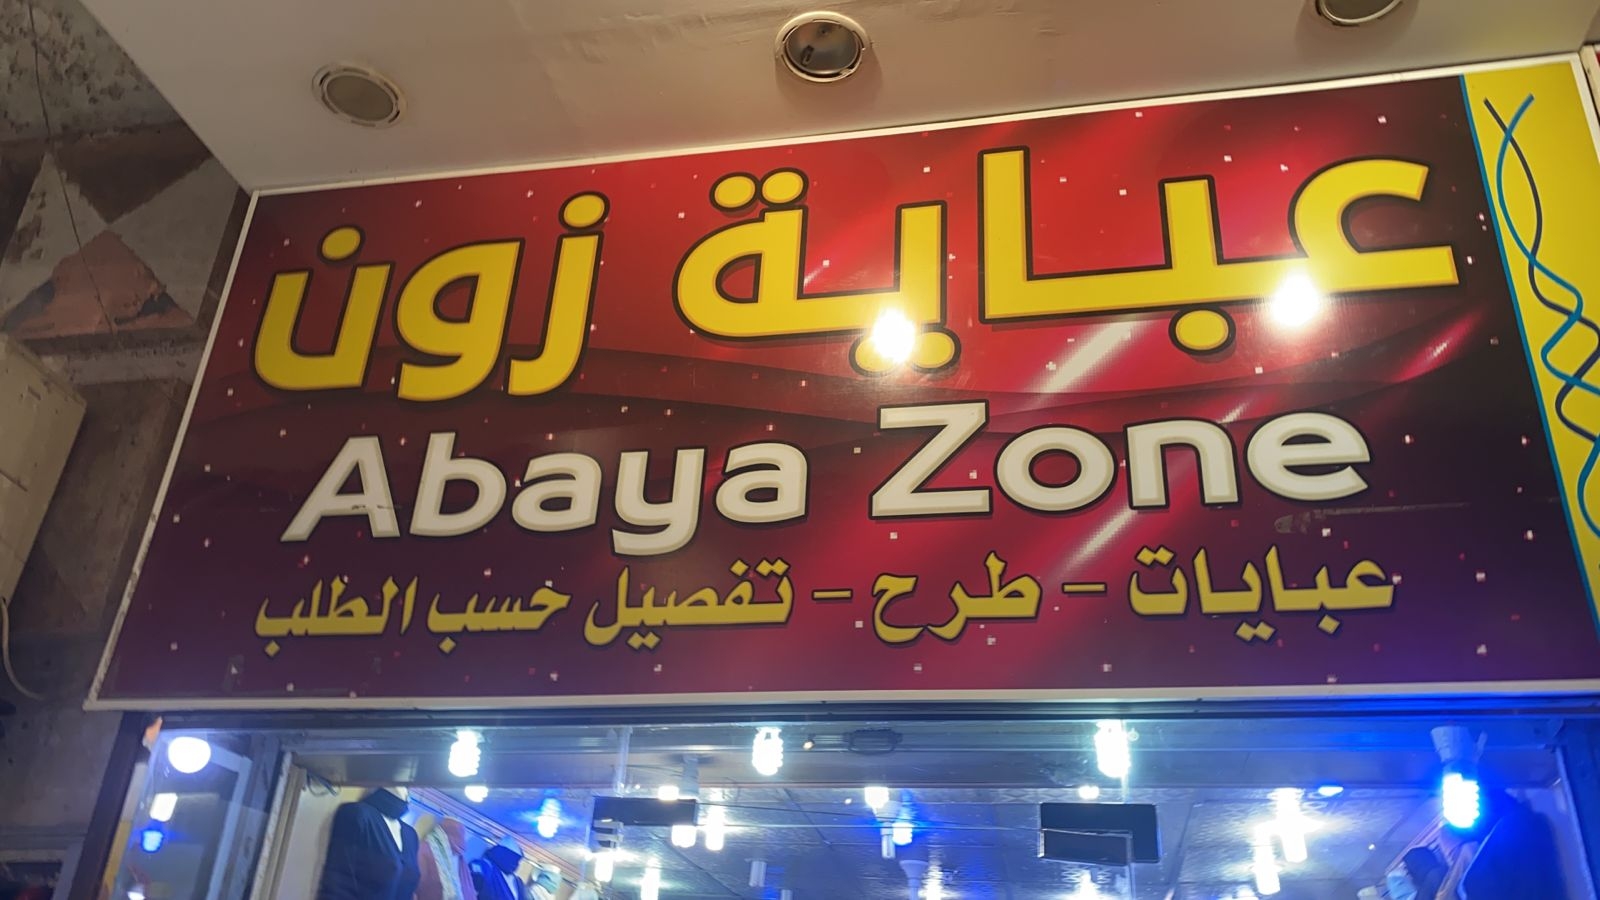 عباية زون
Abaya Zone
عبايات - طرح - تفصيل حسب الطلب